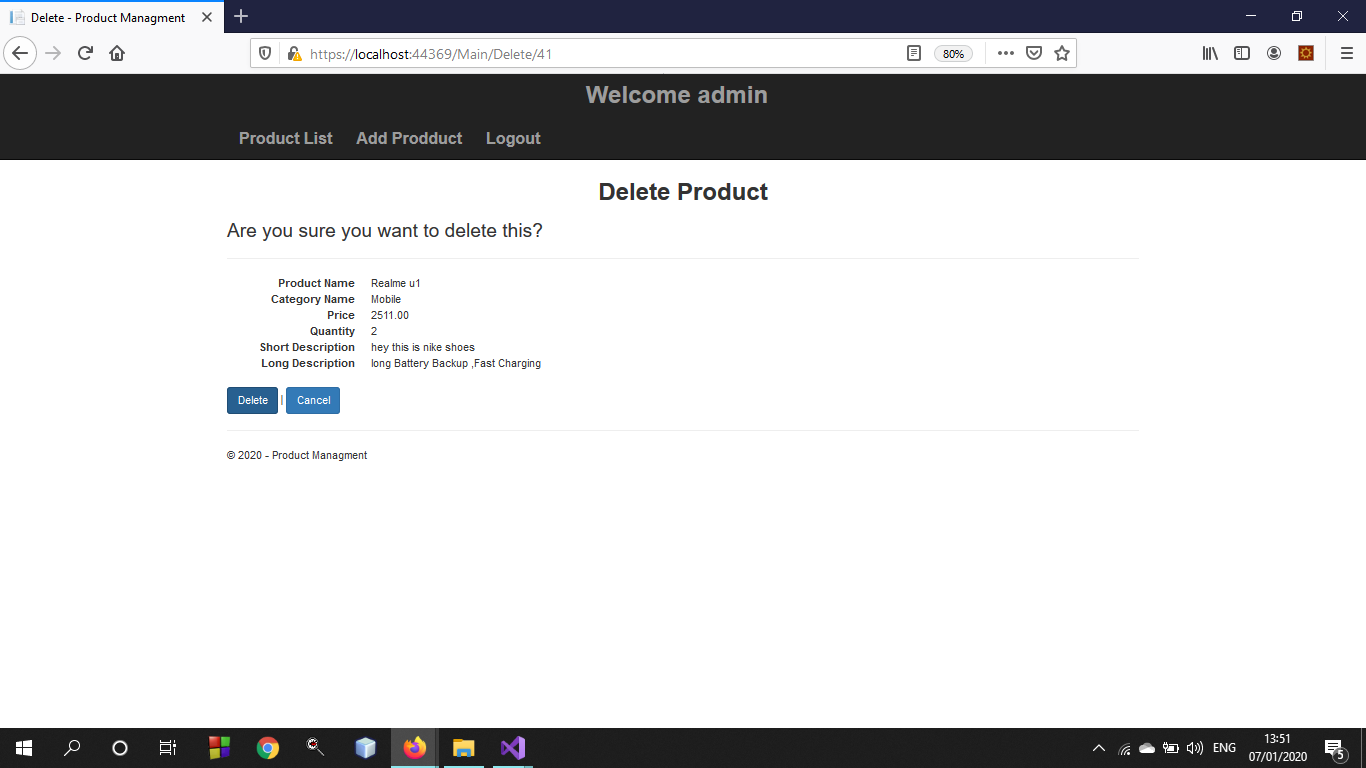 Delete - Product Managment
https://localhost:44369/Main/Delete/41
80%
Welcome admin
Product List Add Prodduct Logout
Delete Product
Are you sure you want to delete this?
Product Name Realme u1
Category Name Mobile
Price 2511.00
Quantity 2
Short Description hey this is nike shoes
Long Description long Battery Backup ,Fast Charging
Delete | Cancel
© 2020 - Product Managment
ENG
13:51
07/01/2020
5